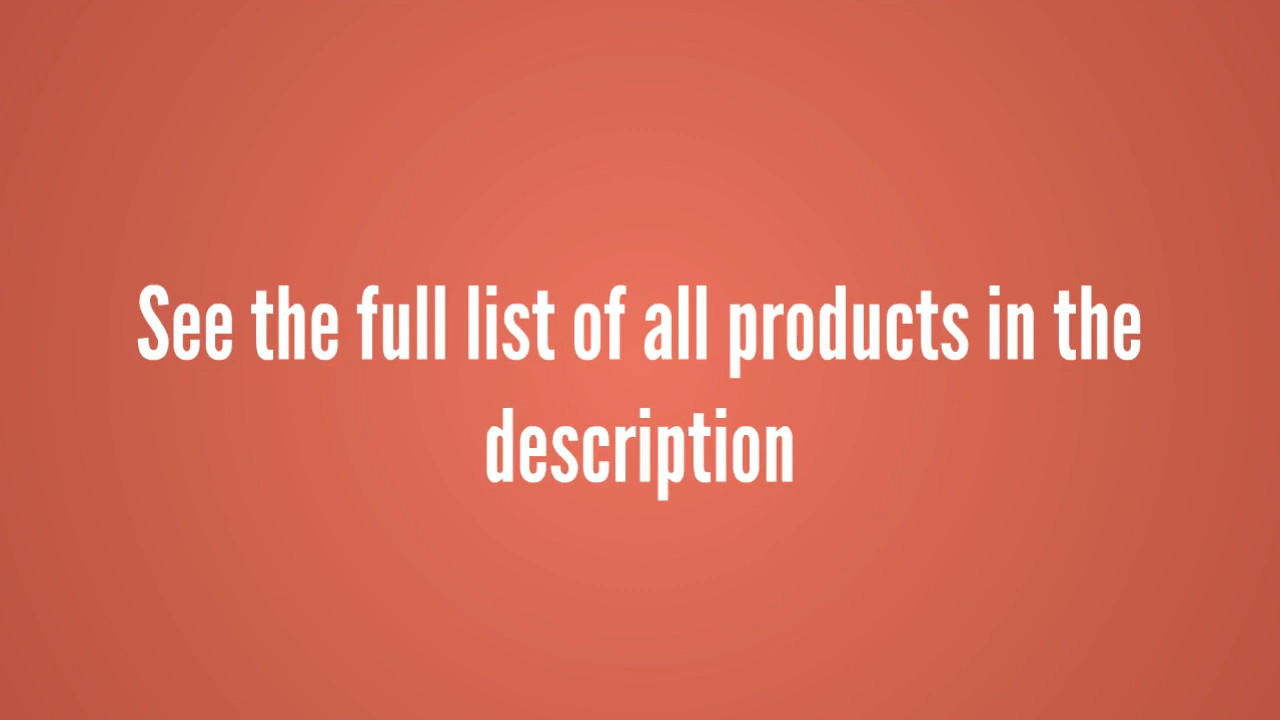 See the full list of all products in the
description